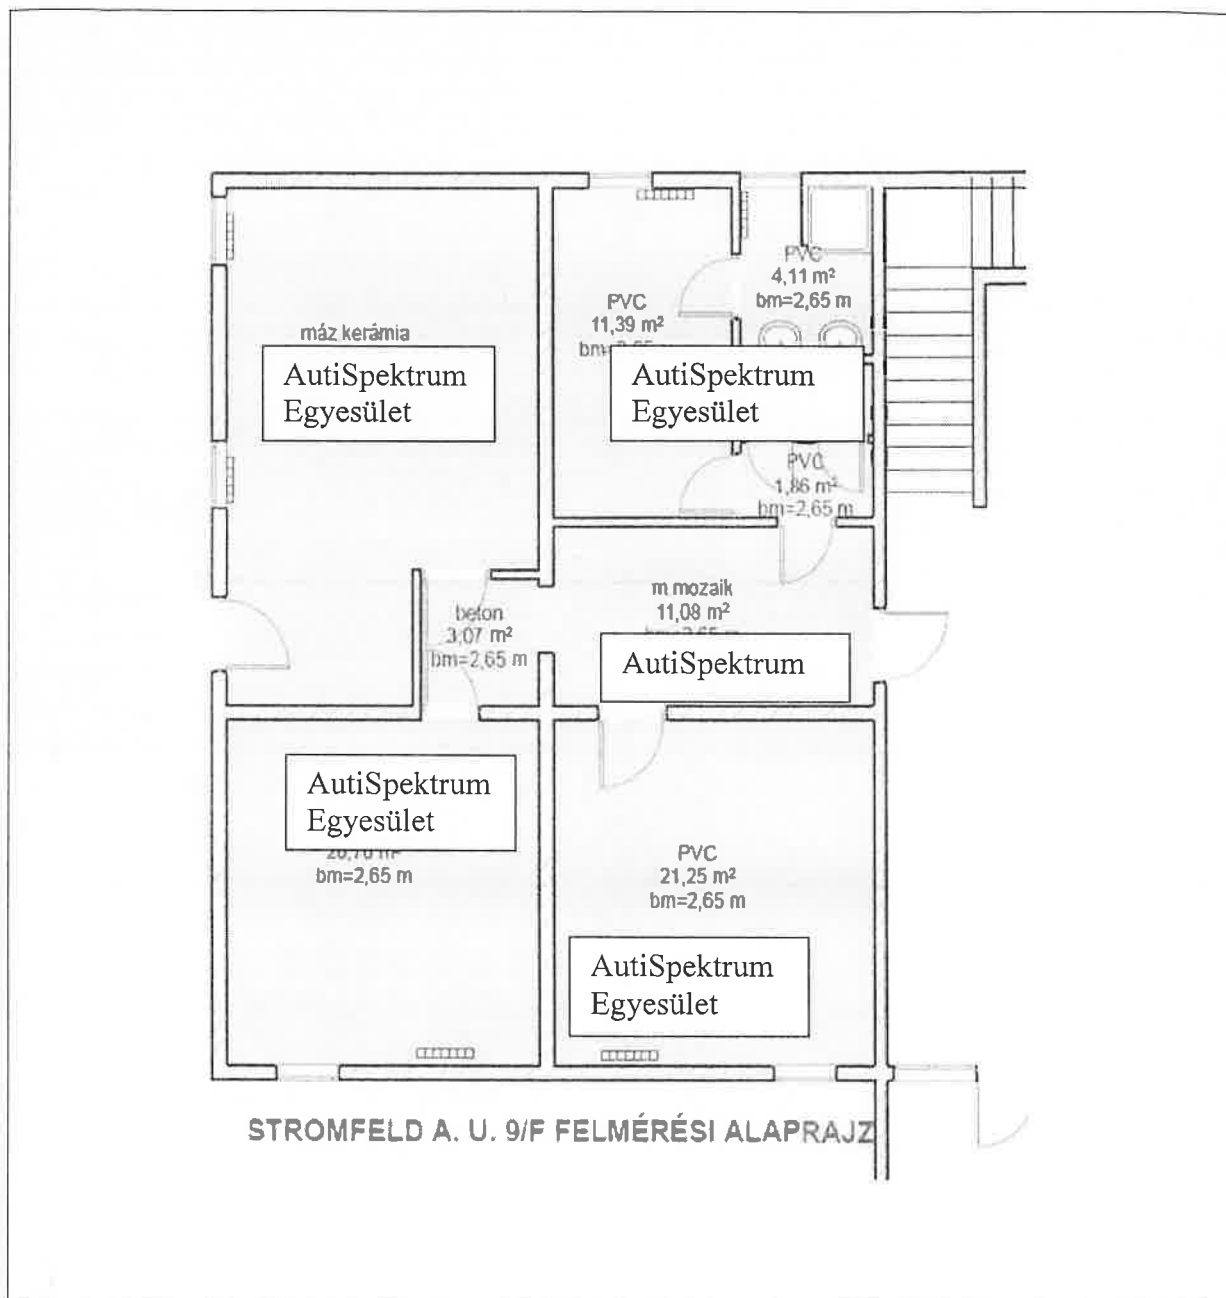 PVC
4,11 m²
bm=2,65 m
PVC
11,39 m²
máz kerámia
AutiSpektrum
Egyesület
AutiSpektrum
Egyesület
PVC
1,86 m²
bm=2,65 m
m mozaik
11,08 m²
beton
3,07 m²
bm=2,65 m
AutiSpektrum
AutiSpektrum
Egyesület
bm=2,65 m
PVC
21,25 m²
bm=2,65 m
AutiSpektrum
Egyesület
STROMFELD A. U. 9/F FELMÉRÉSI ALAPRAJZ